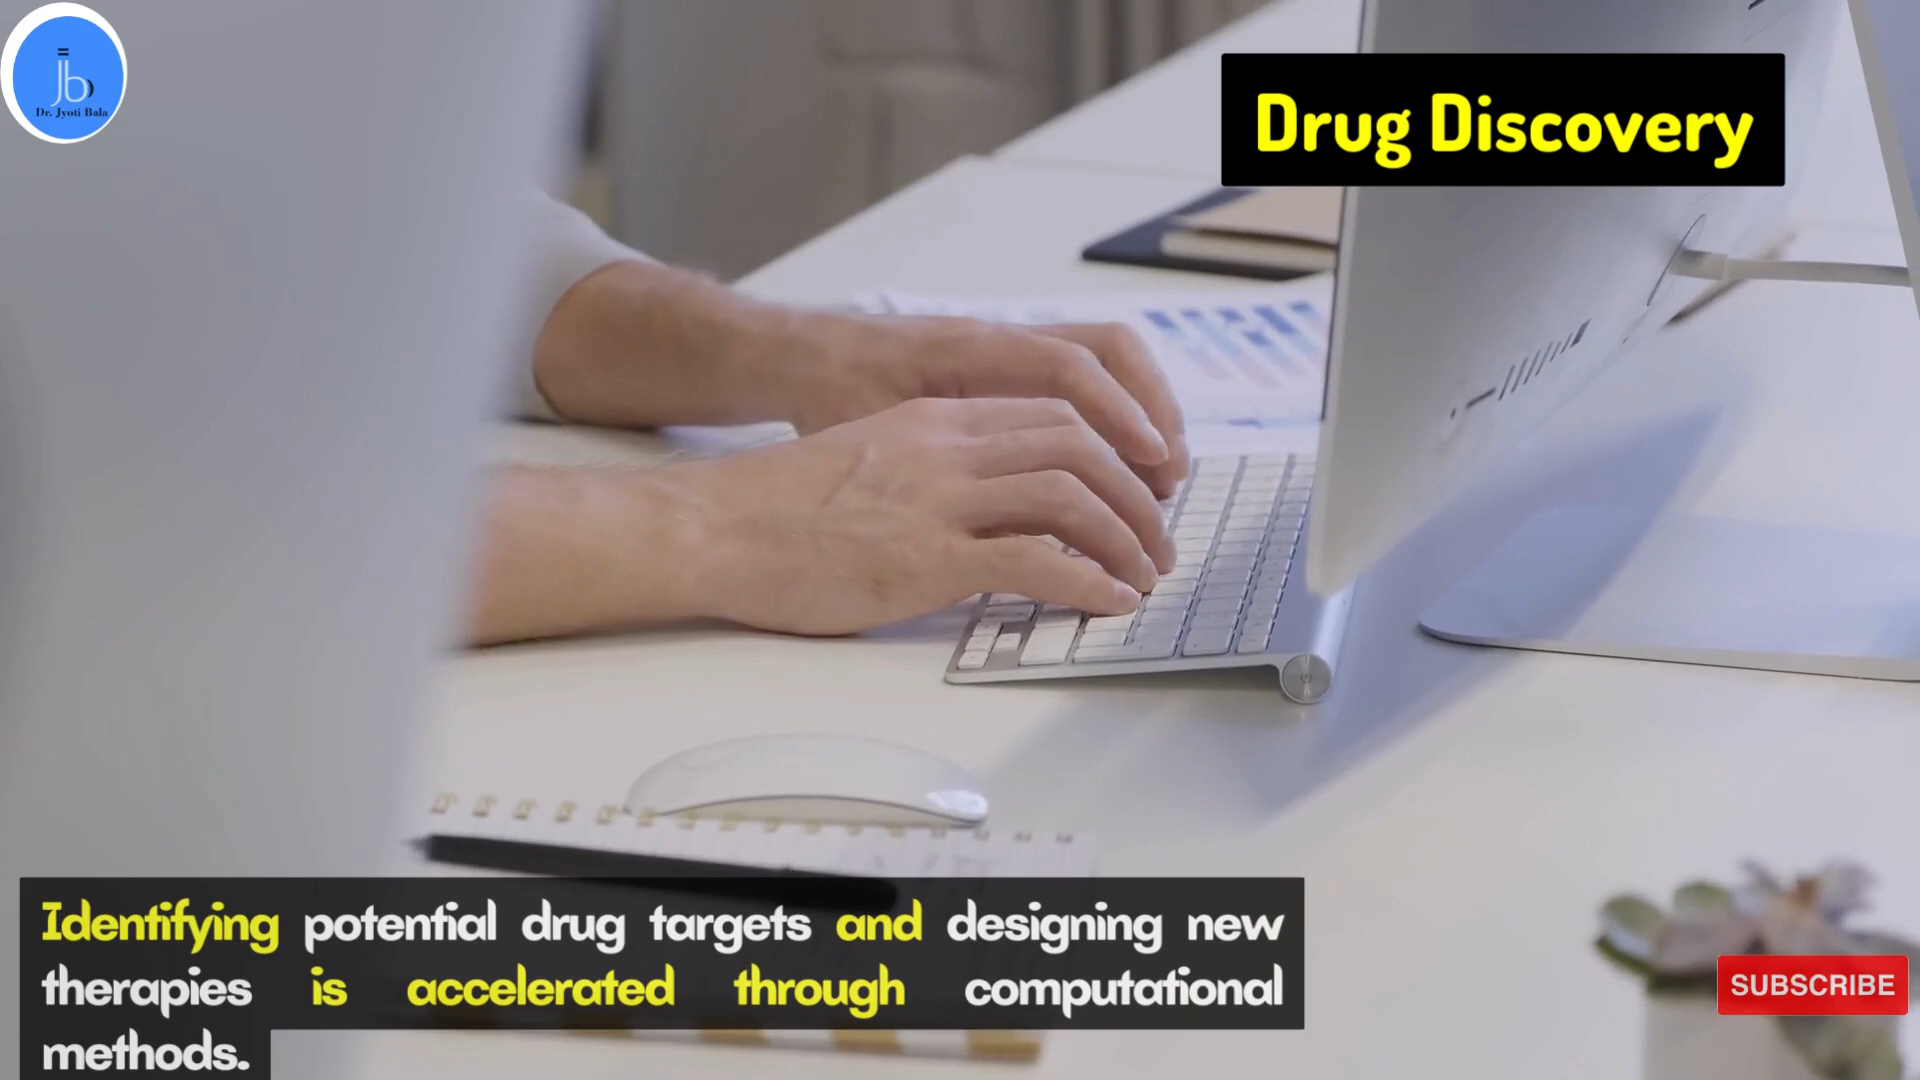 jb
Dr. Jyoti Bala
Drug Discovery
Identifying potential drug targets and designing new
therapies is accelerated through computational
methods.
SUBSCRIBE